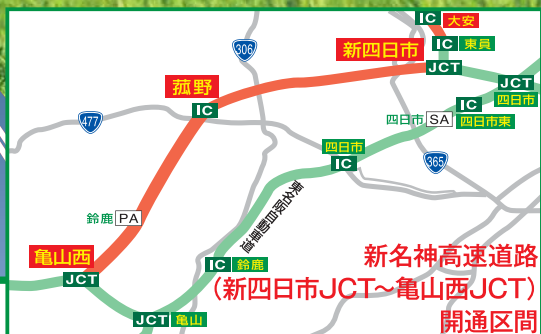 IC 大安
IC 東員
306
新四日市
JCT
JCT
四日市
菰野
IC
477
四日市 SA
IC
四日市東
四日市
IC
365
東名阪自動車道
鈴鹿 PA
亀山西
JCT
IC 鈴鹿
JCT 亀山
新名神高速道路
(新四日市JCT～亀山西JCT)
開通区間